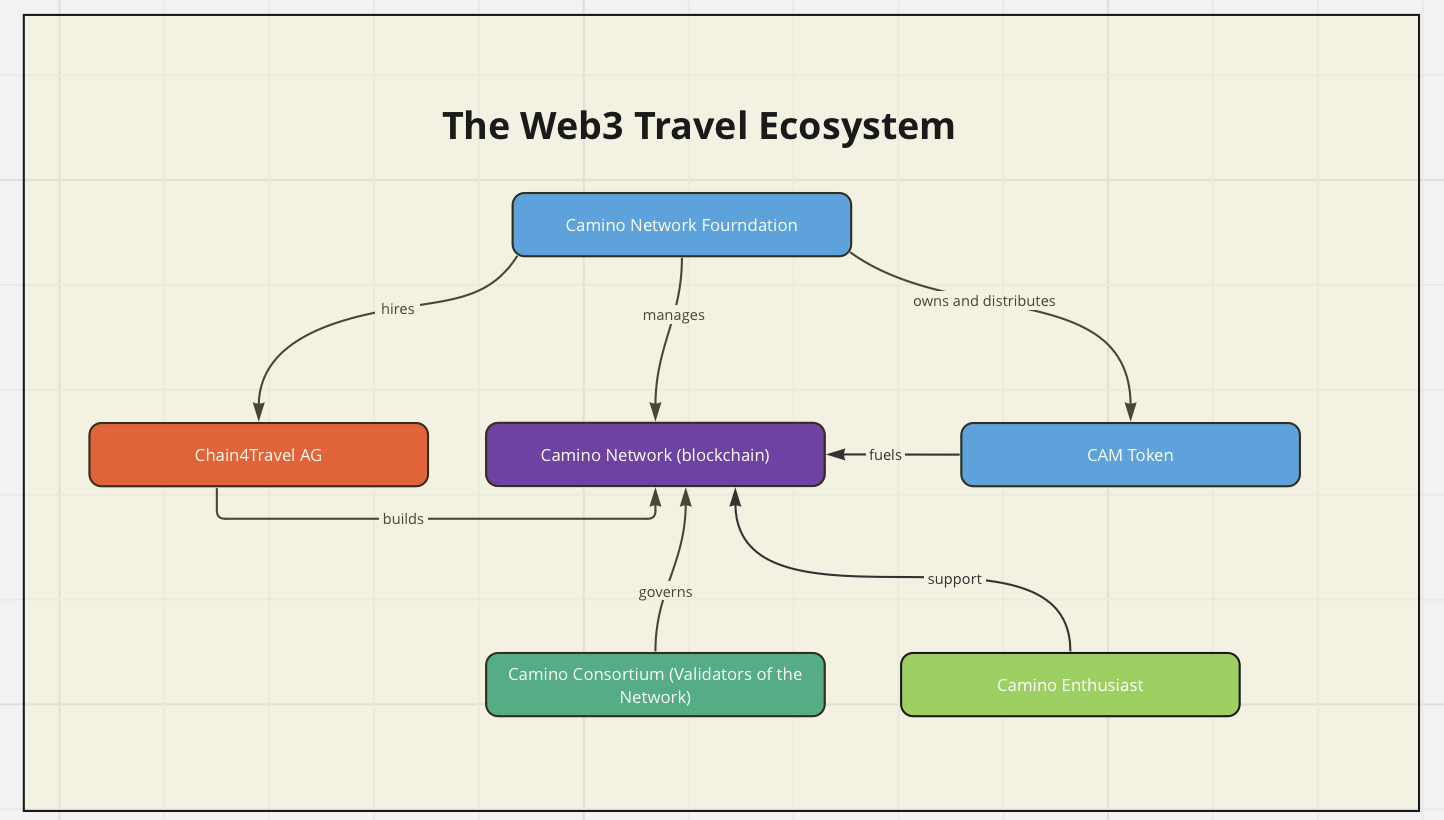 The Web3 Travel Ecosystem
Camino Network Fourndation
hires
manages
owns and distributes
Chain4Travel AG
Camino Network (blockchain)
fuels
CAM Token
builds
support
governs
Camino Consortium (Validators of the
Network)
Camino Enthusiast